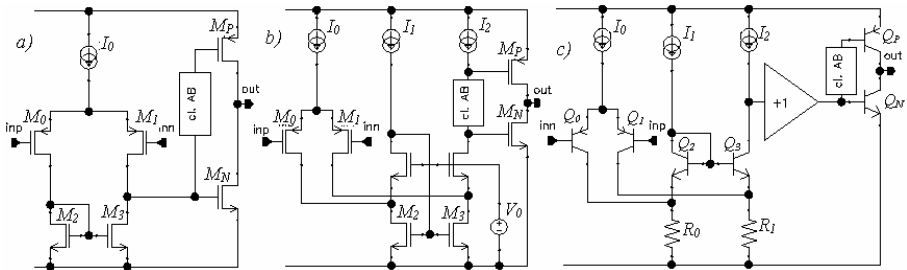 a)
I0
MP
cl. AB
out
M0
M1
inp
inn
MN
M2
M3
b)
I0
I1
I2
MP
cl. AB
out
M0
M1
inp
inn
MN
M2
M3
V0
c)
I0
I1
I2
QP
cl. AB
out
+1
QN
Q0
Q1
inn
inp
Q2
Q3
R0
R1